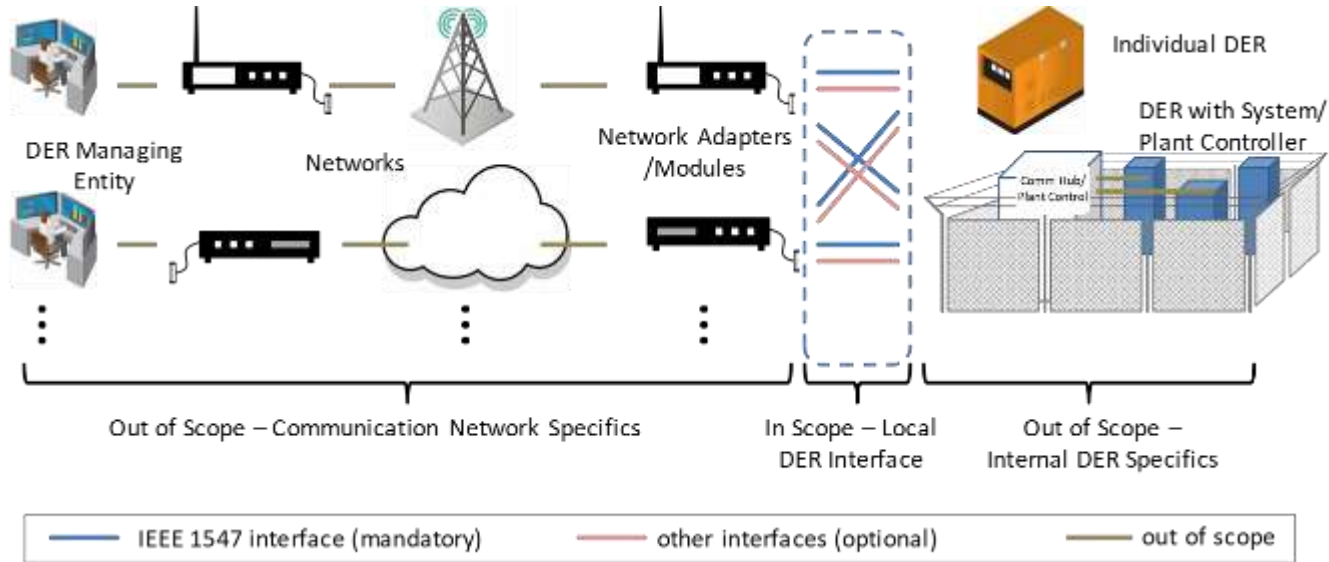 Individual DER
DER with System/
Plant Controller
DER Managing
Entity
Networks
Network Adapters
/Modules
Comm Hub/
Plant Control
Out of Scope – Communication Network Specifics
In Scope – Local
DER Interface
Out of Scope –
Internal DER Specifics
IEEE 1547 interface (mandatory)
other interfaces (optional)
out of scope